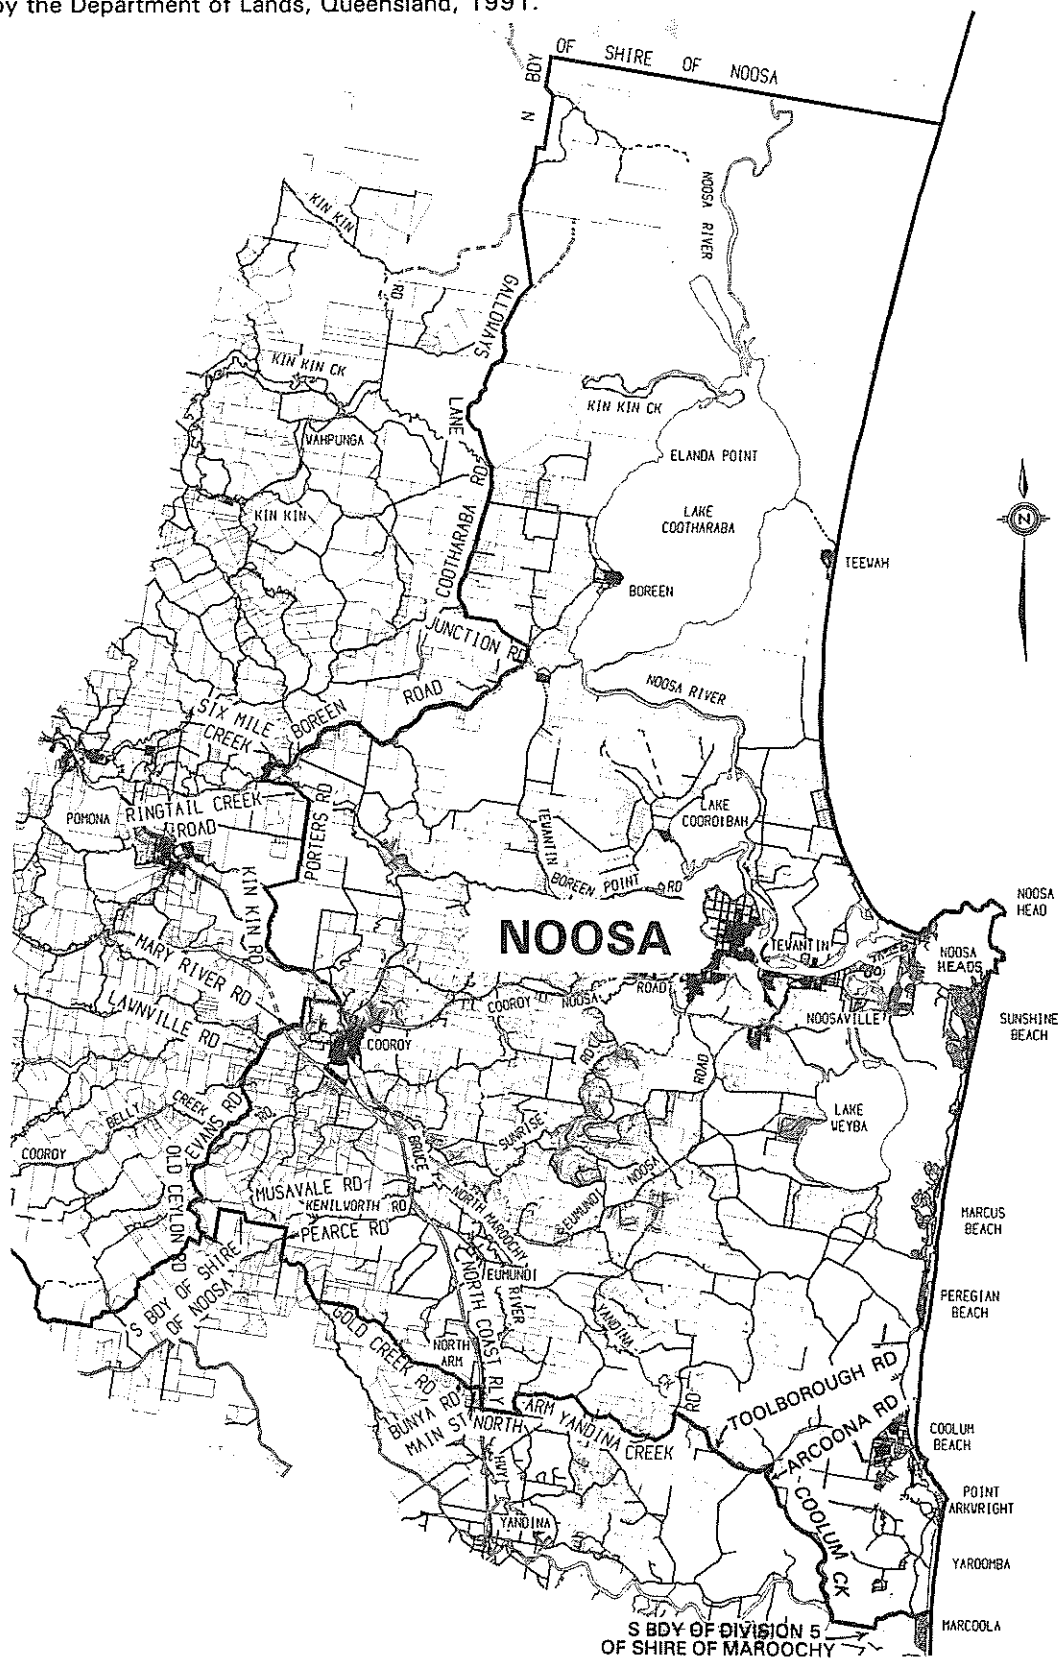 by the Department of Lands, Queensland, 1991.
N BDY OF SHIRE OF NOOSA
NOOSA RIVER
KIN KIN
RD
GALLOWAYS
LANE
KIN KIN CK
KIN KIN CK
WAHPUNGA
ELANDA POINT
LAKE
COOTHARABA
KIN KIN
COOTHARABA RD
N
TEEWAH
BOREEN
JUNCTION RD
NOOSA RIVER
BOREEN ROAD
SIX MILE
CREEK
POMONA
RINGTAIL CREEK
ROAD
PORTERS RD
LAKE
COOROIBAH
TEWANTIN
BOREEN POINT RD
KIN KIN RD
NOOSA
HEAD
NOOSA
TEWANTIN
NOOSA
HEADS
MARY RIVER RD
LAWNVILLE RD
COOROY NOOSA ROAD
NOOSAVILLE
SUNSHINE
BEACH
COOROY
RD
ROAD
COOROY BELLY CREEK RD
EVANS RD
LAKE
WEYBA
BRUCE
SUNRISE
EUMUNDI NOOSA
OLD CEYLON RD
MUSAVALE RD
KENILWORTH RD
PEARCE RD
NORTH MAROOCHY
RIVER
MARCUS
BEACH
S BDY OF SHIRE
OF NOOSA
EUMUNDI
NORTH COAST RLY
PEREGIAN
BEACH
YANDINA
CK
RD
GOLD CREEK RD
NORTH
ARM
BUNYA RD
MAIN ST NORTH ARM YANDINA CREEK
TOOLBOROUGH RD
ARCOONA RD
COOLUM
BEACH
HWY
YANDINA
COOLUM CK
POINT
ARKWRIGHT
YAROOMBA
MARCOOLA
S BDY OF DIVISION 5
OF SHIRE OF MAROOCHY